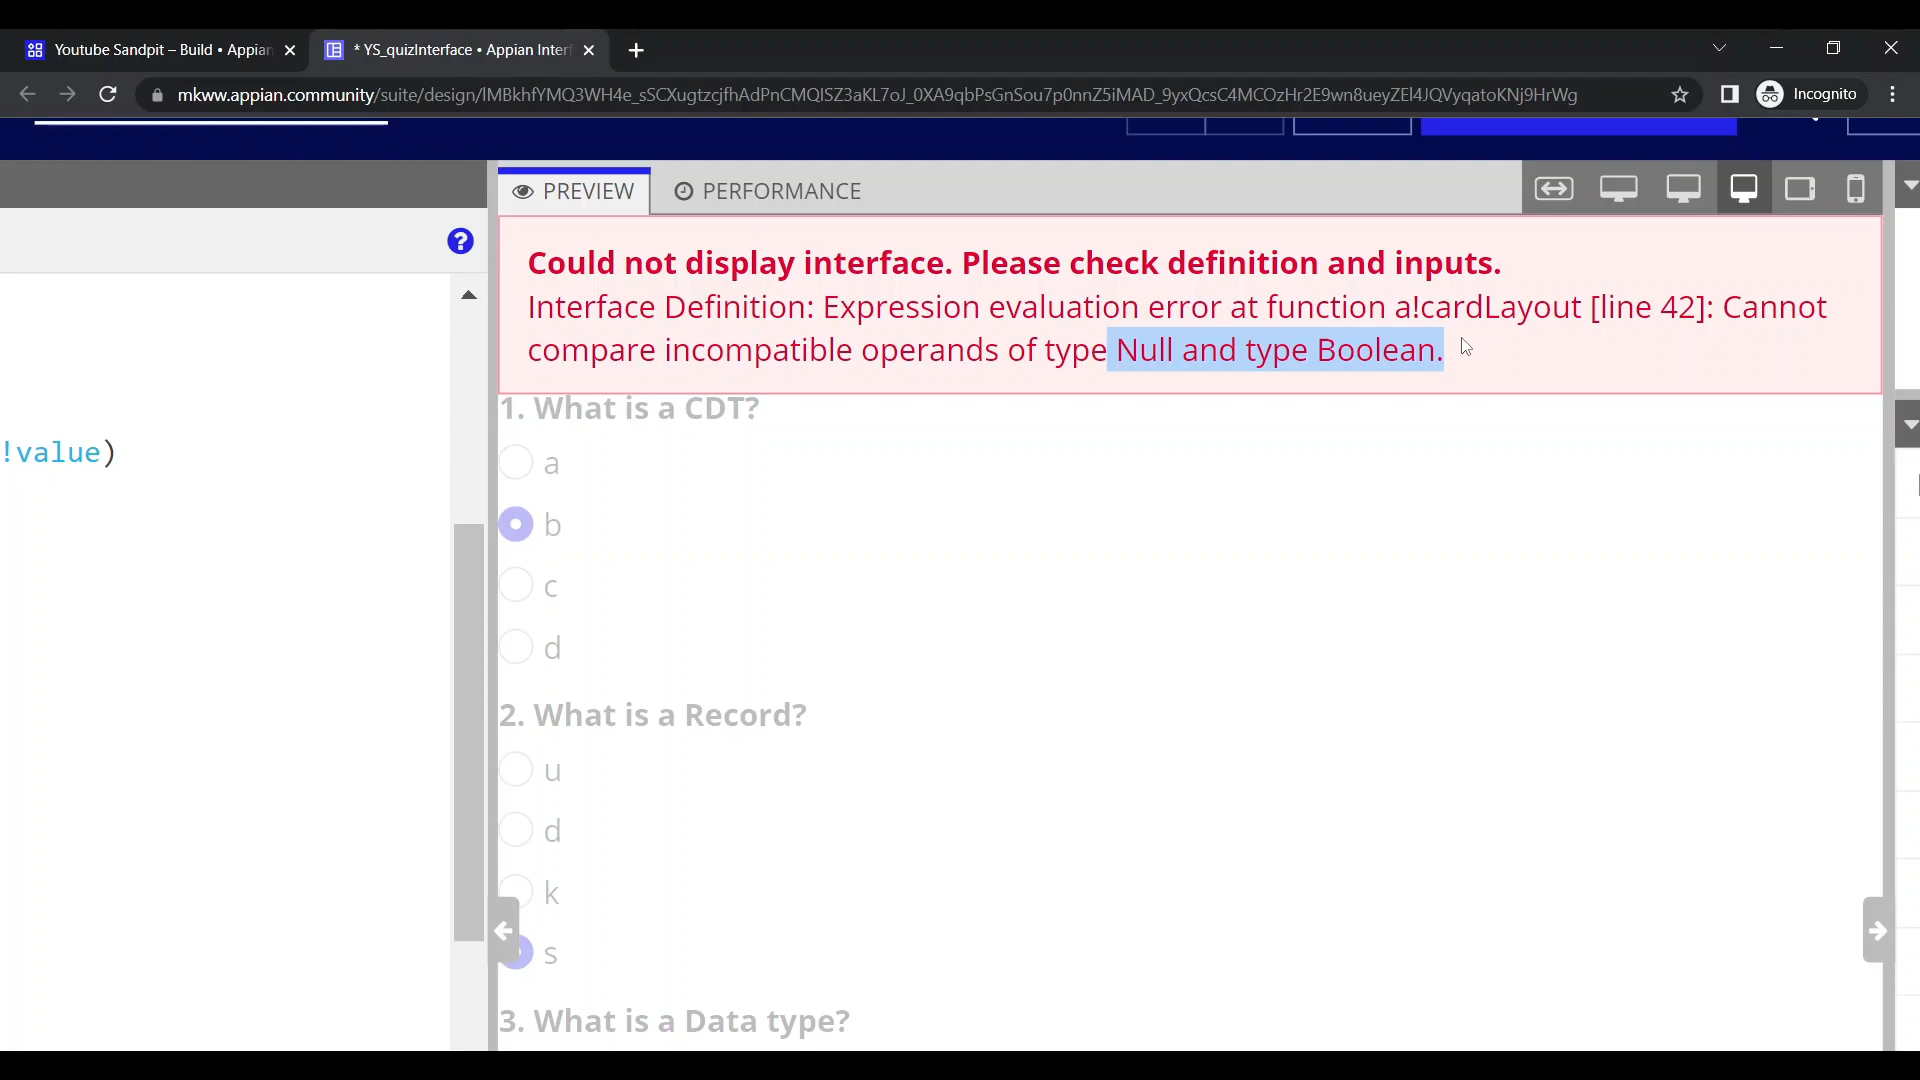 Youtube Sandpit – Build • Appian
* YS_quizInterface • Appian Inter
mkww.appian.community/suite/design/lMBkhfYMQ3WH4e_sSCXugtzcjfhAdPnCMQISZ3aKL7oJ_0XA9qbPsGnSou7p0nnZ5iMAD_9yxQcsC4MCOzHr2E9wn8ueyZEl4JQVyqatoKNj9HrWg
Incognito
PREVIEW
PERFORMANCE
?
Could not display interface. Please check definition and inputs.
Interface Definition: Expression evaluation error at function a!cardLayout [line 42]: Cannot
compare incompatible operands of type Null and type Boolean.
!value)
1. What is a CDT?
a
b
c
d
2. What is a Record?
u
d
k
s
3. What is a Data type?